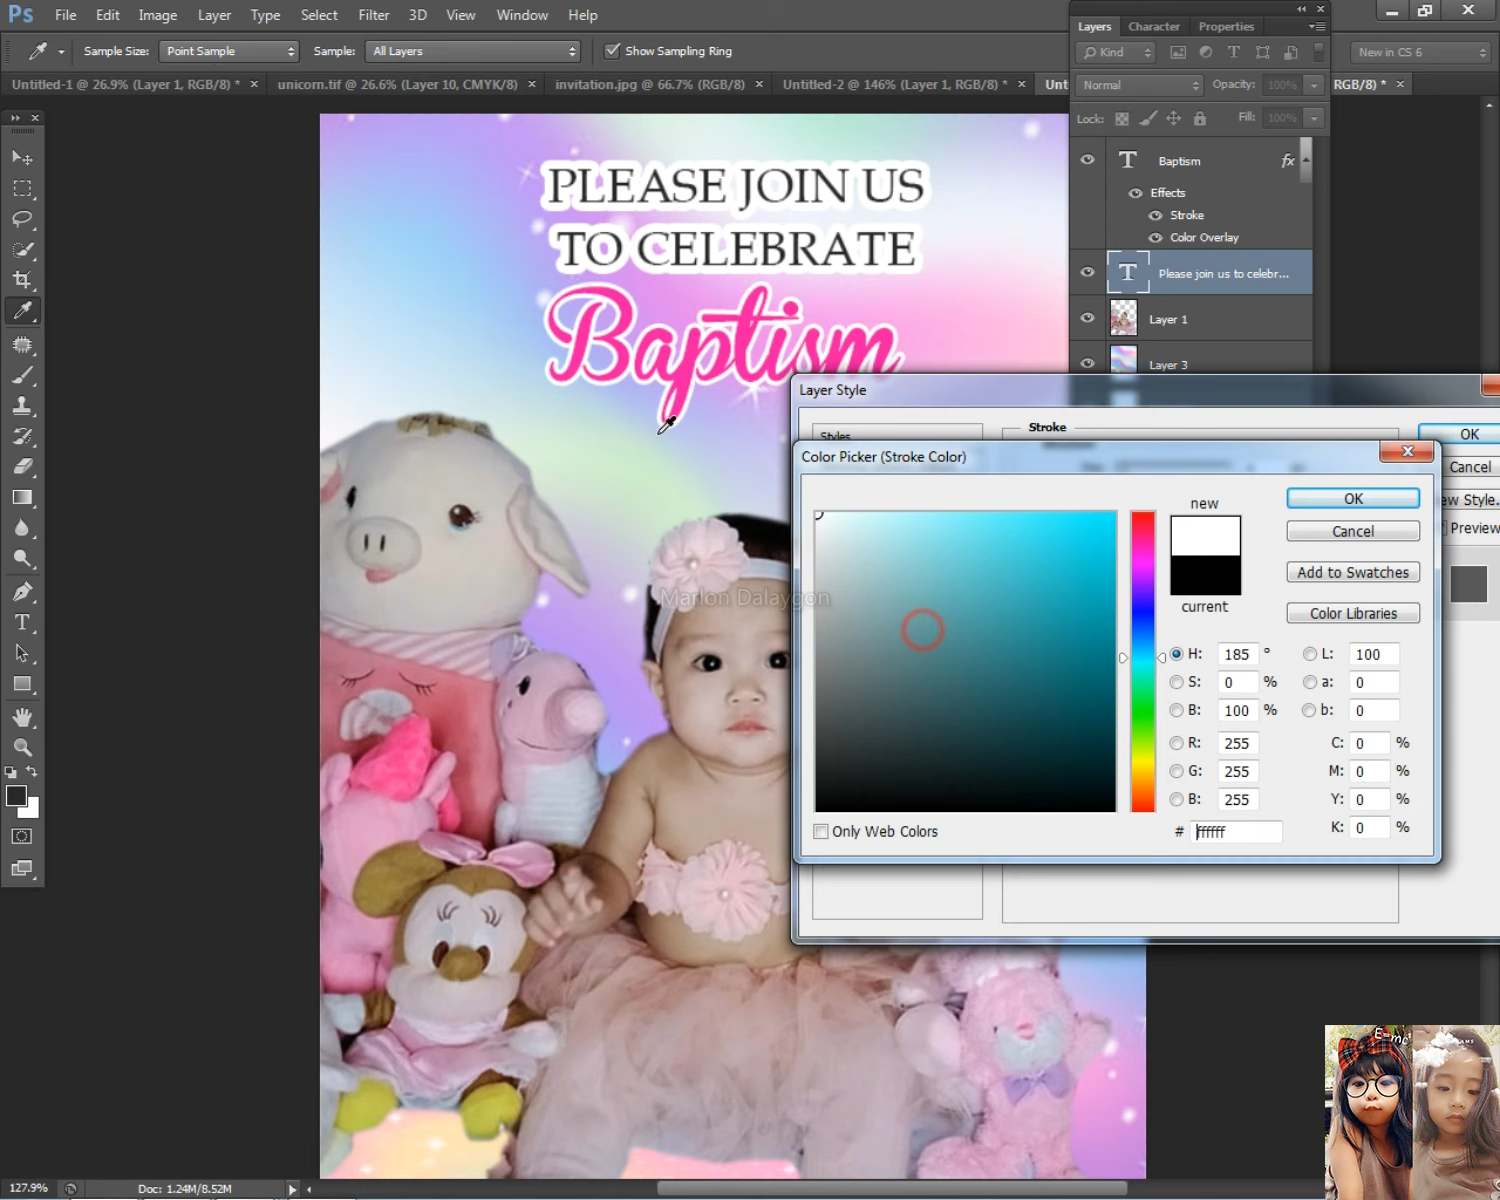 Ps File Edit Image Layer Type Select Filter 3D View Window Help
Sample Size: Point Sample Sample: All Layers Show Sampling Ring
Untitled-1 @ 26.9% (Layer 1, RGB/8) * × unicorn.tif @ 26.6% (Layer 10, CMYK/8) × invitation.jpg @ 66.7% (RGB/8) × Untitled-2 @ 146% (Layer 1, RGB/8) * × Unt RGB/8) * ×
Layers Character Properties
Kind
New in CS 6
Normal Opacity: 100%
Lock: Fill: 100%
T Baptism fx
Effects
Stroke
Color Overlay
T Please join us to celebr...
Layer 1
Layer 3
PLEASE JOIN US
TO CELEBRATE
Baptism
Marlon Dalaygon
Layer Style
Styles
Stroke
OK
Cancel
ew Style.
Preview
Color Picker (Stroke Color)
new
current
OK
Cancel
Add to Swatches
Color Libraries
H: 185 ° L: 100
S: 0 % a: 0
B: 100 % b: 0
R: 255 C: 0 %
G: 255 M: 0 %
B: 255 Y: 0 %
# ffffff K: 0 %
Only Web Colors
127.9% Doc: 1.24M/8.52M